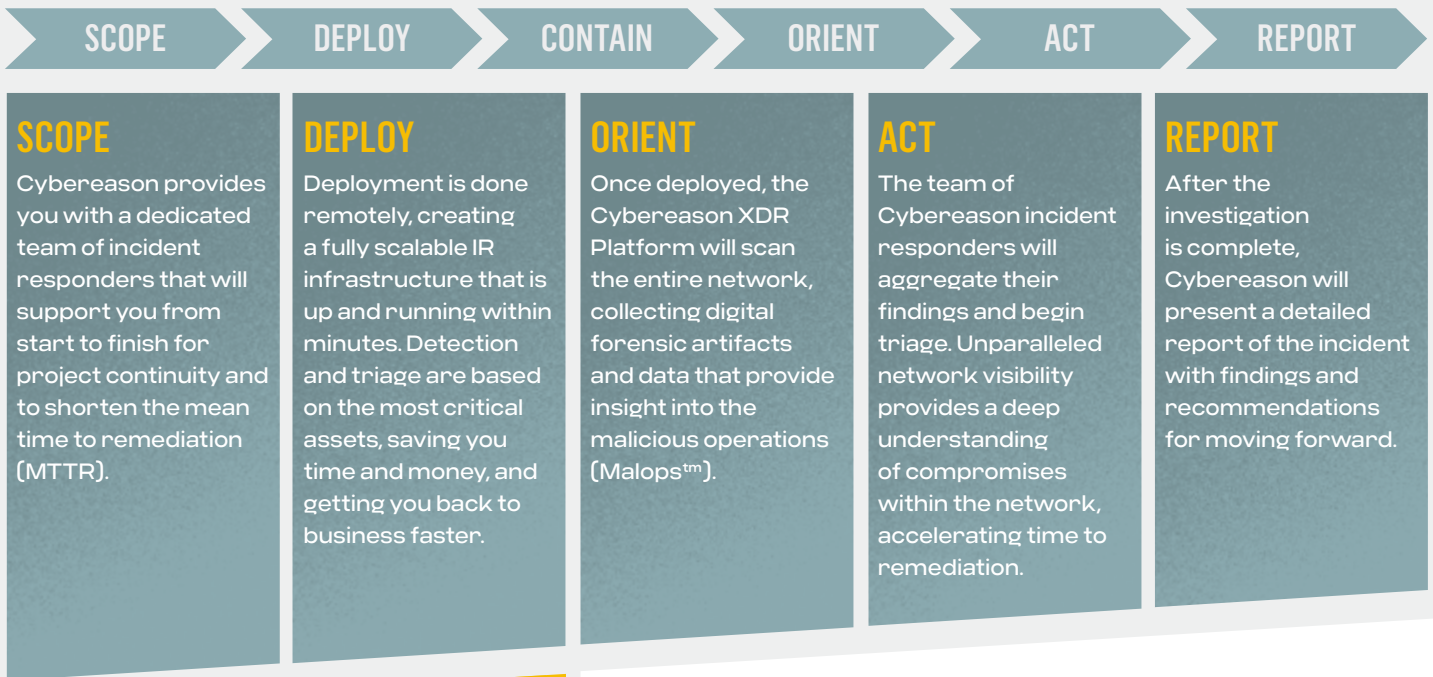 SCOPE
DEPLOY
CONTAIN
ORIENT
ACT
REPORT
SCOPE
Cybereason provides
you with a dedicated
team of incident
responders that will
support you from
start to finish for
project continuity and
to shorten the mean
time to remediation
(MTTR).
DEPLOY
Deployment is done
remotely, creating
a fully scalable IR
infrastructure that is
up and running within
minutes. Detection
and triage are based
on the most critical
assets, saving you
time and money, and
getting you back to
business faster.
ORIENT
Once deployed, the
Cybereason XDR
Platform will scan
the entire network,
collecting digital
forensic artifacts
and data that provide
insight into the
malicious operations
(Malops™).
ACT
The team of
Cybereason incident
responders will
aggregate their
findings and begin
triage. Unparalleled
network visibility
provides a deep
understanding
of compromises
within the network,
accelerating time to
remediation.
REPORT
After the
investigation
is complete,
Cybereason will
present a detailed
report of the incident
with findings and
recommendations
for moving forward.